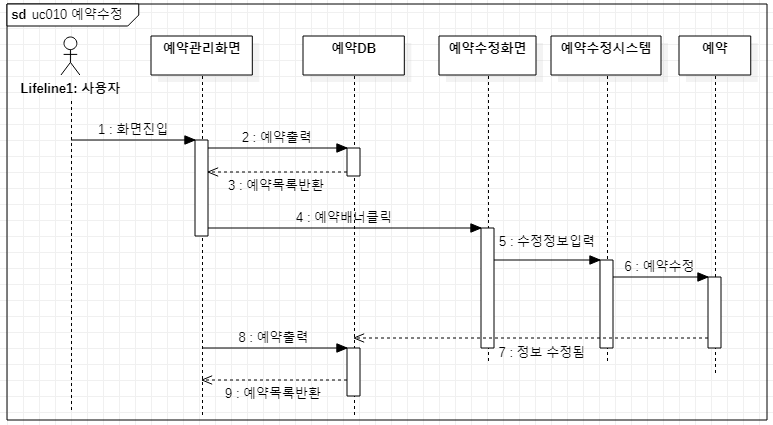 sd uc010 예약수정
Lifeline1: 사용자
예약관리화면
예약DB
예약수정화면
예약수정시스템
예약
1 : 화면진입
2 : 예약출력
3 : 예약목록반환
4 : 예약배너클릭
5 : 수정정보입력
6 : 예약수정
7 : 정보 수정됨
8 : 예약출력
9 : 예약목록반환